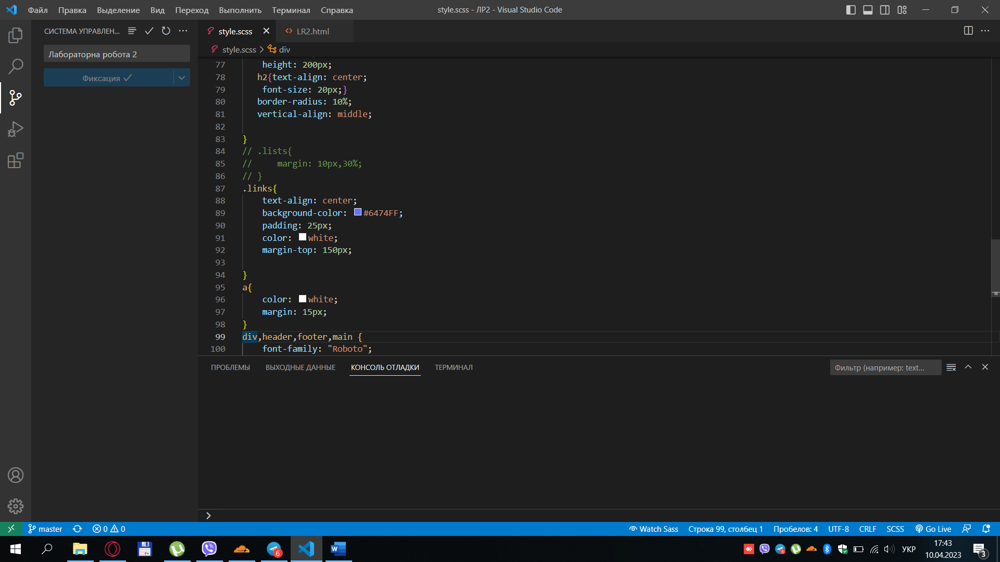 Файл Правка Выделение Вид Переход Выполнить Терминал Справка
style.scss - ЛР2 - Visual Studio Code
СИСТЕМА УПРАВЛЕН...
Лабораторна робота 2
Фиксация
style.scss LR2.html
style.scss > div
77 height: 200px;
78 h2{text-align: center;
79 font-size: 20px;}
80 border-radius: 10%;
81 vertical-align: middle;
82
83 }
84 // .lists{
85 // margin: 10px,30%;
86 // }
87 .links{
88 text-align: center;
89 background-color: #6474FF;
90 padding: 25px;
91 color: white;
92 margin-top: 150px;
93
94 }
95 a{
96 color: white;
97 margin: 15px;
98 }
99 div,header,footer,main {
100 font-family: "Roboto";
ПРОБЛЕМЫ ВЫХОДНЫЕ ДАННЫЕ КОНСОЛЬ ОТЛАДКИ ТЕРМИНАЛ
Фильтр (например: text...
master 0 0
Watch Sass Строка 99, столбец 1 Пробелов: 4 UTF-8 CRLF SCSS Go Live
64 6 W 6 УКР
17:43
10.04.2023
3